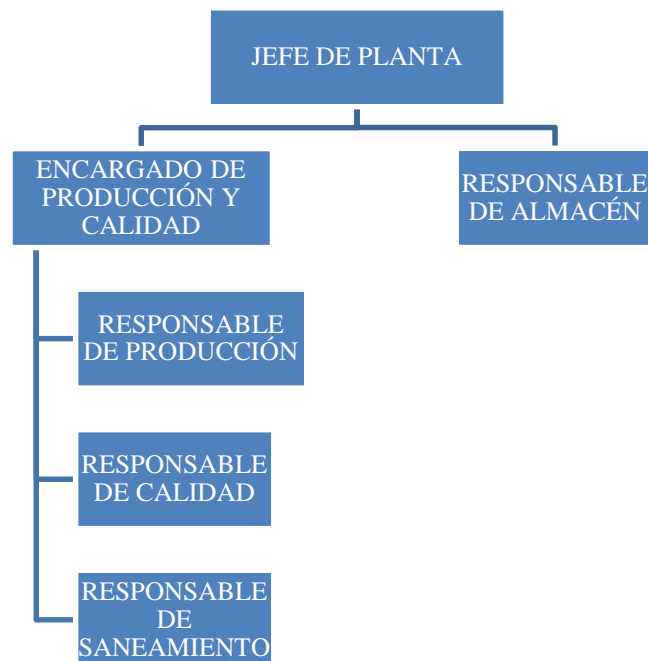 JEFE DE PLANTA
ENCARGADO DE
PRODUCCIÓN Y
CALIDAD
RESPONSABLE
DE ALMACÉN
RESPONSABLE
DE PRODUCCIÓN
RESPONSABLE
DE CALIDAD
RESPONSABLE
DE
SANEAMIENTO